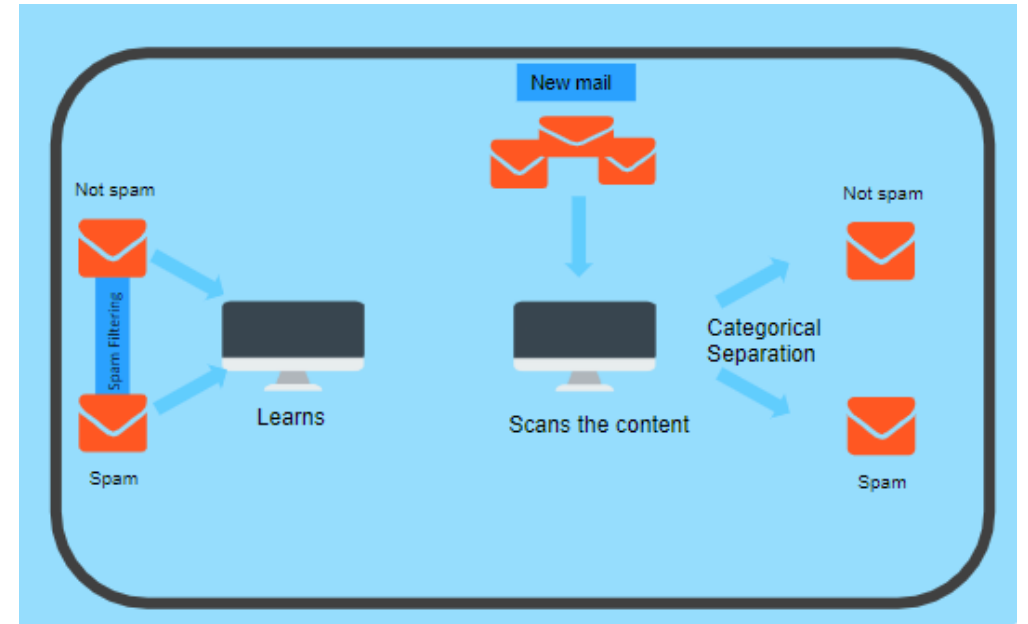 New mail
Not spam
Not spam
Spam Filtering
Categorical
Separation
Learns
Scans the content
Spam
Spam